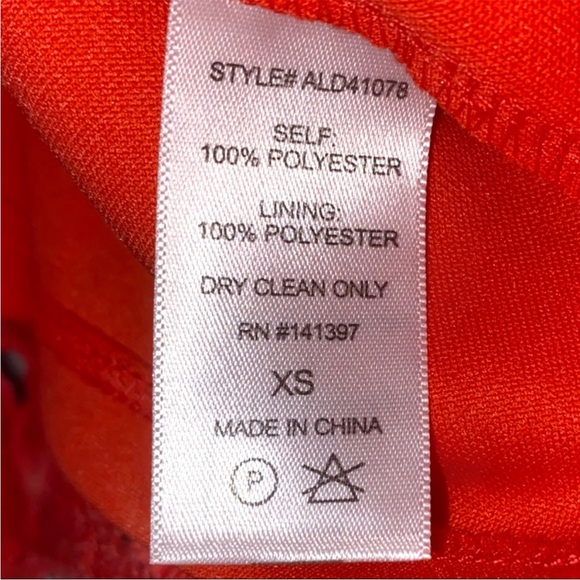 STYLE# ALD41078
SELF:
100% POLYESTER
LINING:
100% POLYESTER
DRY CLEAN ONLY
RN #141397
XS
MADE IN CHINA
P